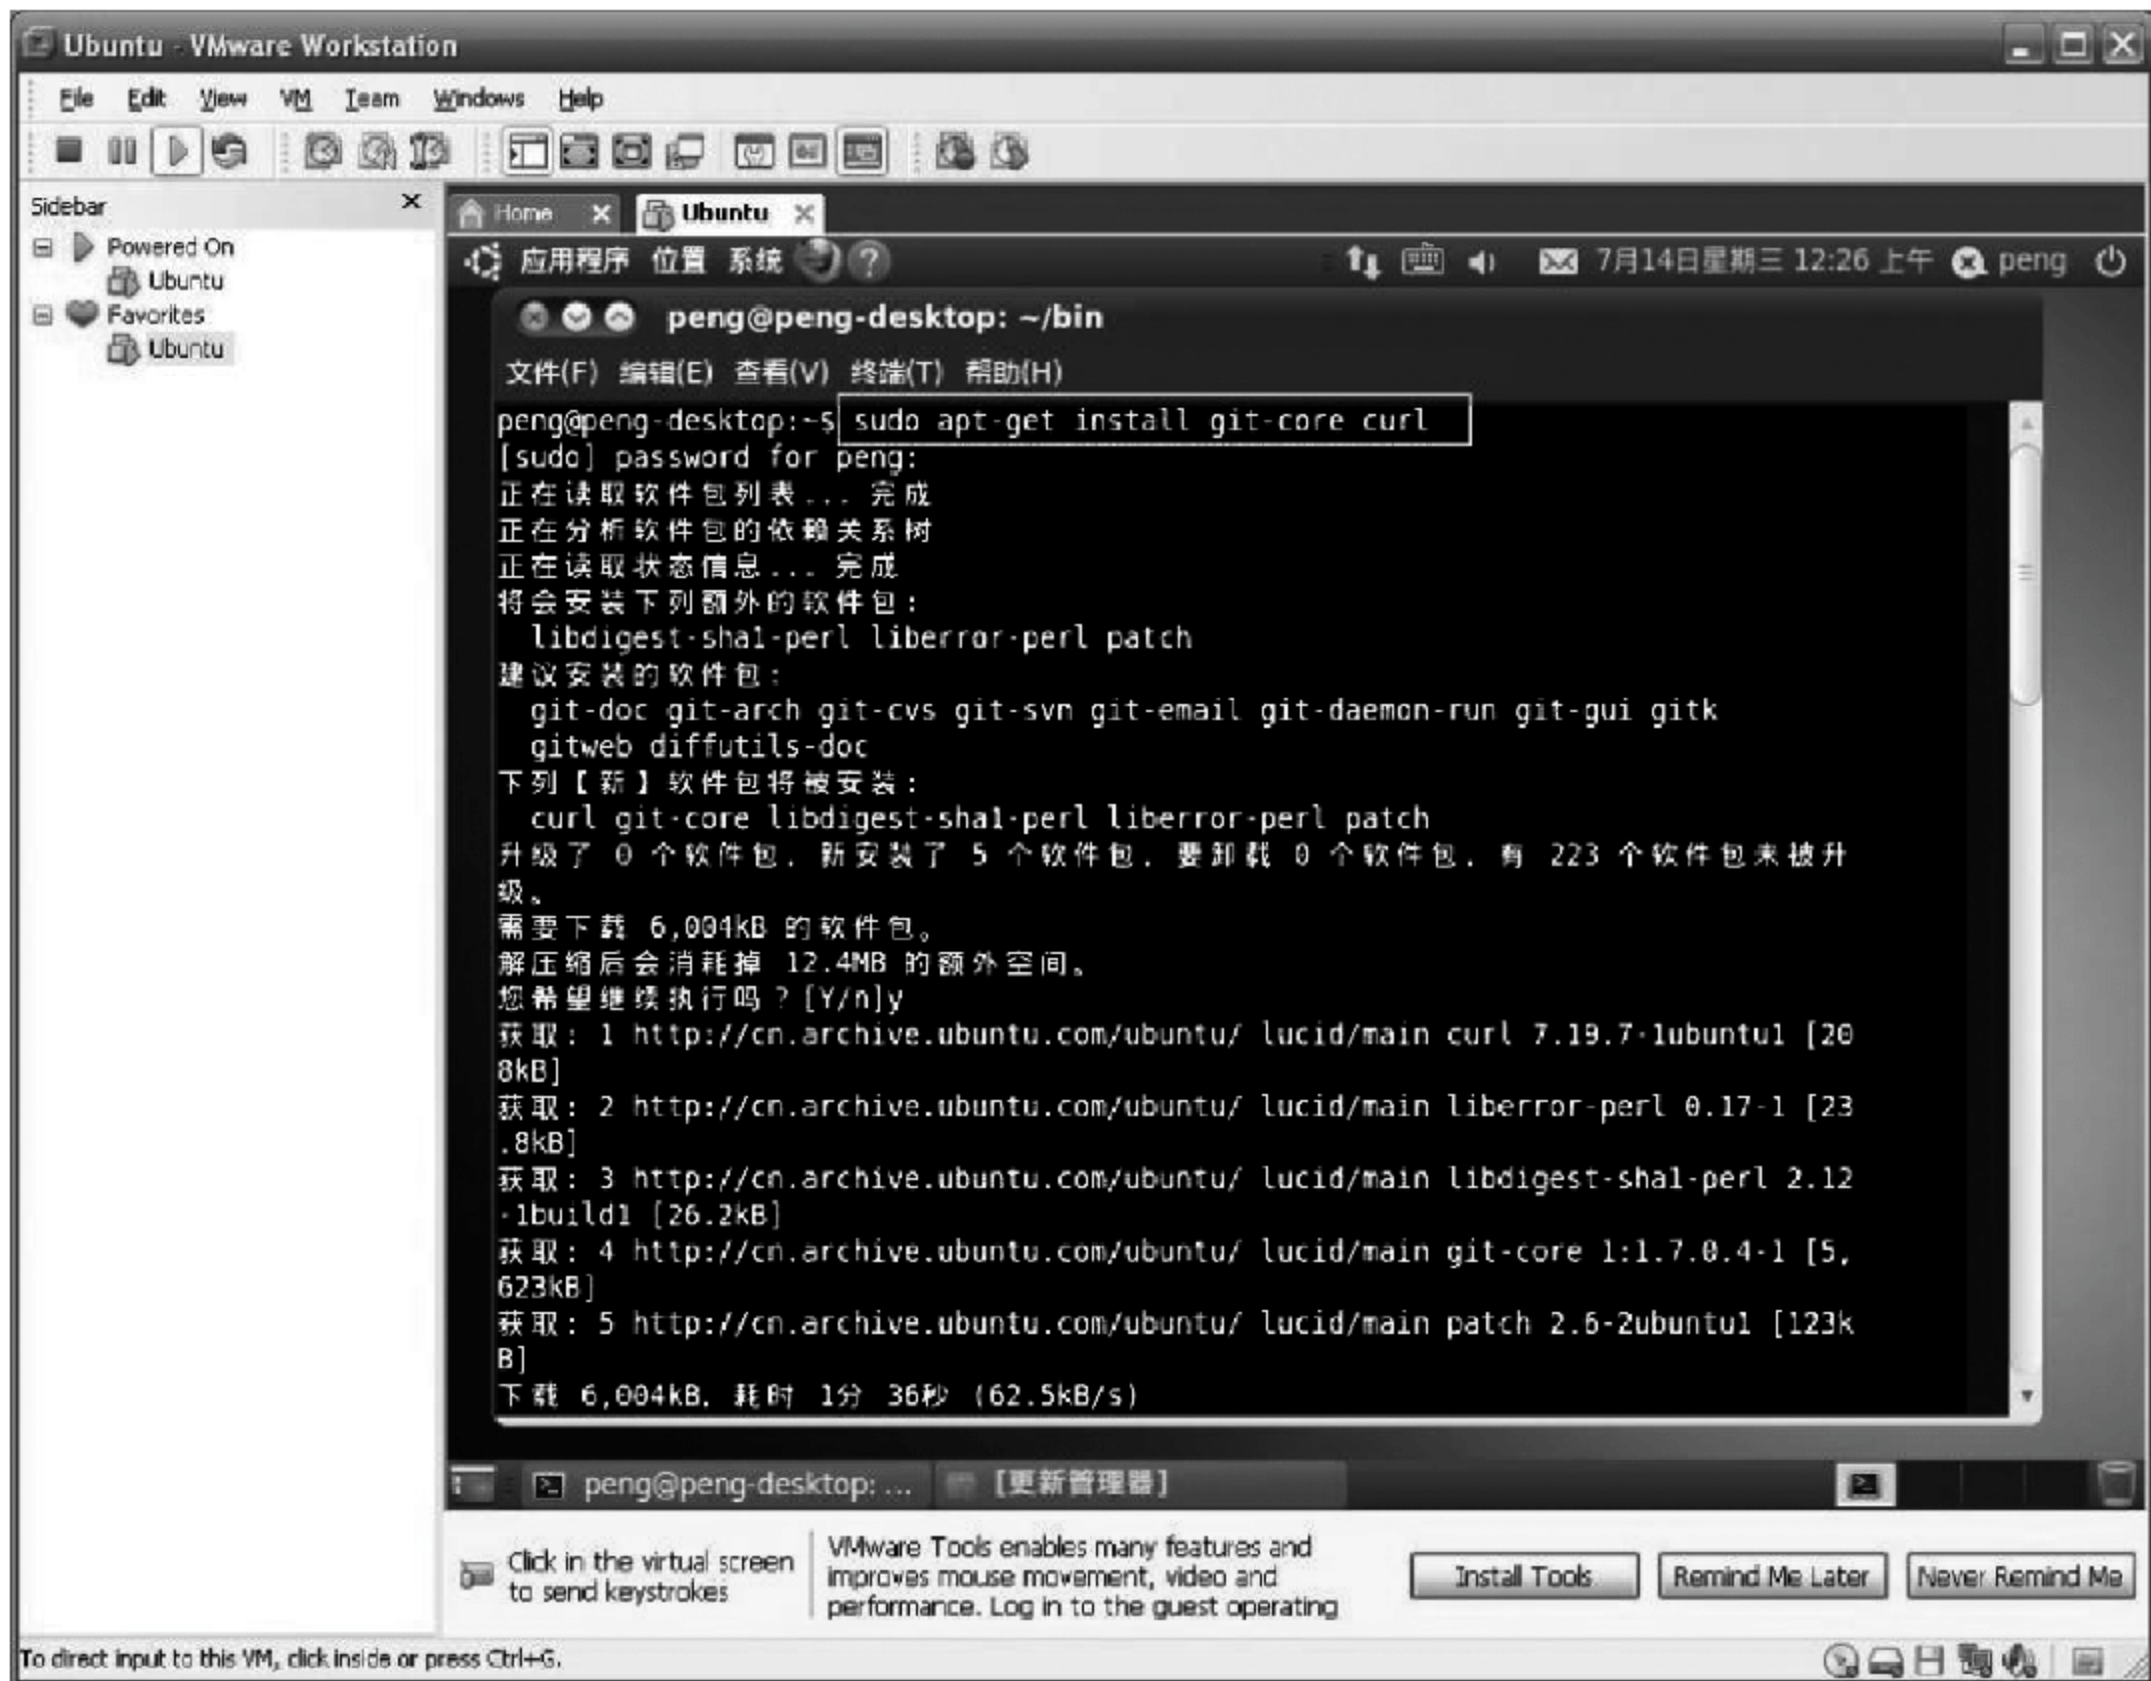 Ubuntu - VMware Workstation
File Edit View VM Team Windows Help
Sidebar
Powered On
Ubuntu
Favorites
Ubuntu
Home Ubuntu
应用程序 位置 系统 7月14日星期三 12:26 上午 peng
peng@peng-desktop: ~/bin
文件(F) 编辑(E) 查看(V) 终端(T) 帮助(H)
peng@peng-desktop:~$ sudo apt-get install git-core curl
[sudo] password for peng:
正在读取软件包列表... 完成
正在分析软件包的依赖关系树
正在读取状态信息... 完成
将会安装下列额外的软件包:
libdigest-sha1-perl liberror-perl patch
建议安装的软件包:
git-doc git-arch git-cvs git-svn git-email git-daemon-run git-gui gitk
gitweb diffutils-doc
下列【新】软件包将被安装:
curl git-core libdigest-sha1-perl liberror-perl patch
升级了 0 个软件包, 新安装了 5 个软件包, 要卸载 0 个软件包, 有 223 个软件包未被升
级。
需要下载 6,004kB 的软件包。
解压缩后会消耗掉 12.4MB 的额外空间。
您希望继续执行吗?[Y/n]y
获取: 1 http://cn.archive.ubuntu.com/ubuntu/ lucid/main curl 7.19.7-1ubuntu1 [20
8kB]
获取: 2 http://cn.archive.ubuntu.com/ubuntu/ lucid/main liberror-perl 0.17-1 [23
.8kB]
获取: 3 http://cn.archive.ubuntu.com/ubuntu/ lucid/main libdigest-sha1-perl 2.12
-1build1 [26.2kB]
获取: 4 http://cn.archive.ubuntu.com/ubuntu/ lucid/main git-core 1:1.7.0.4-1 [5,
623kB]
获取: 5 http://cn.archive.ubuntu.com/ubuntu/ lucid/main patch 2.6-2ubuntu1 [123k
B]
下载 6,004kB, 耗时 1分 36秒 (62.5kB/s)
peng@peng-desktop: ... [更新管理器]
Click in the virtual screen
to send keystrokes
VMware Tools enables many features and
improves mouse movement, video and
performance. Log in to the guest operating
Install Tools Remind Me Later Never Remind Me
To direct input to this VM, click inside or press Ctrl+G.